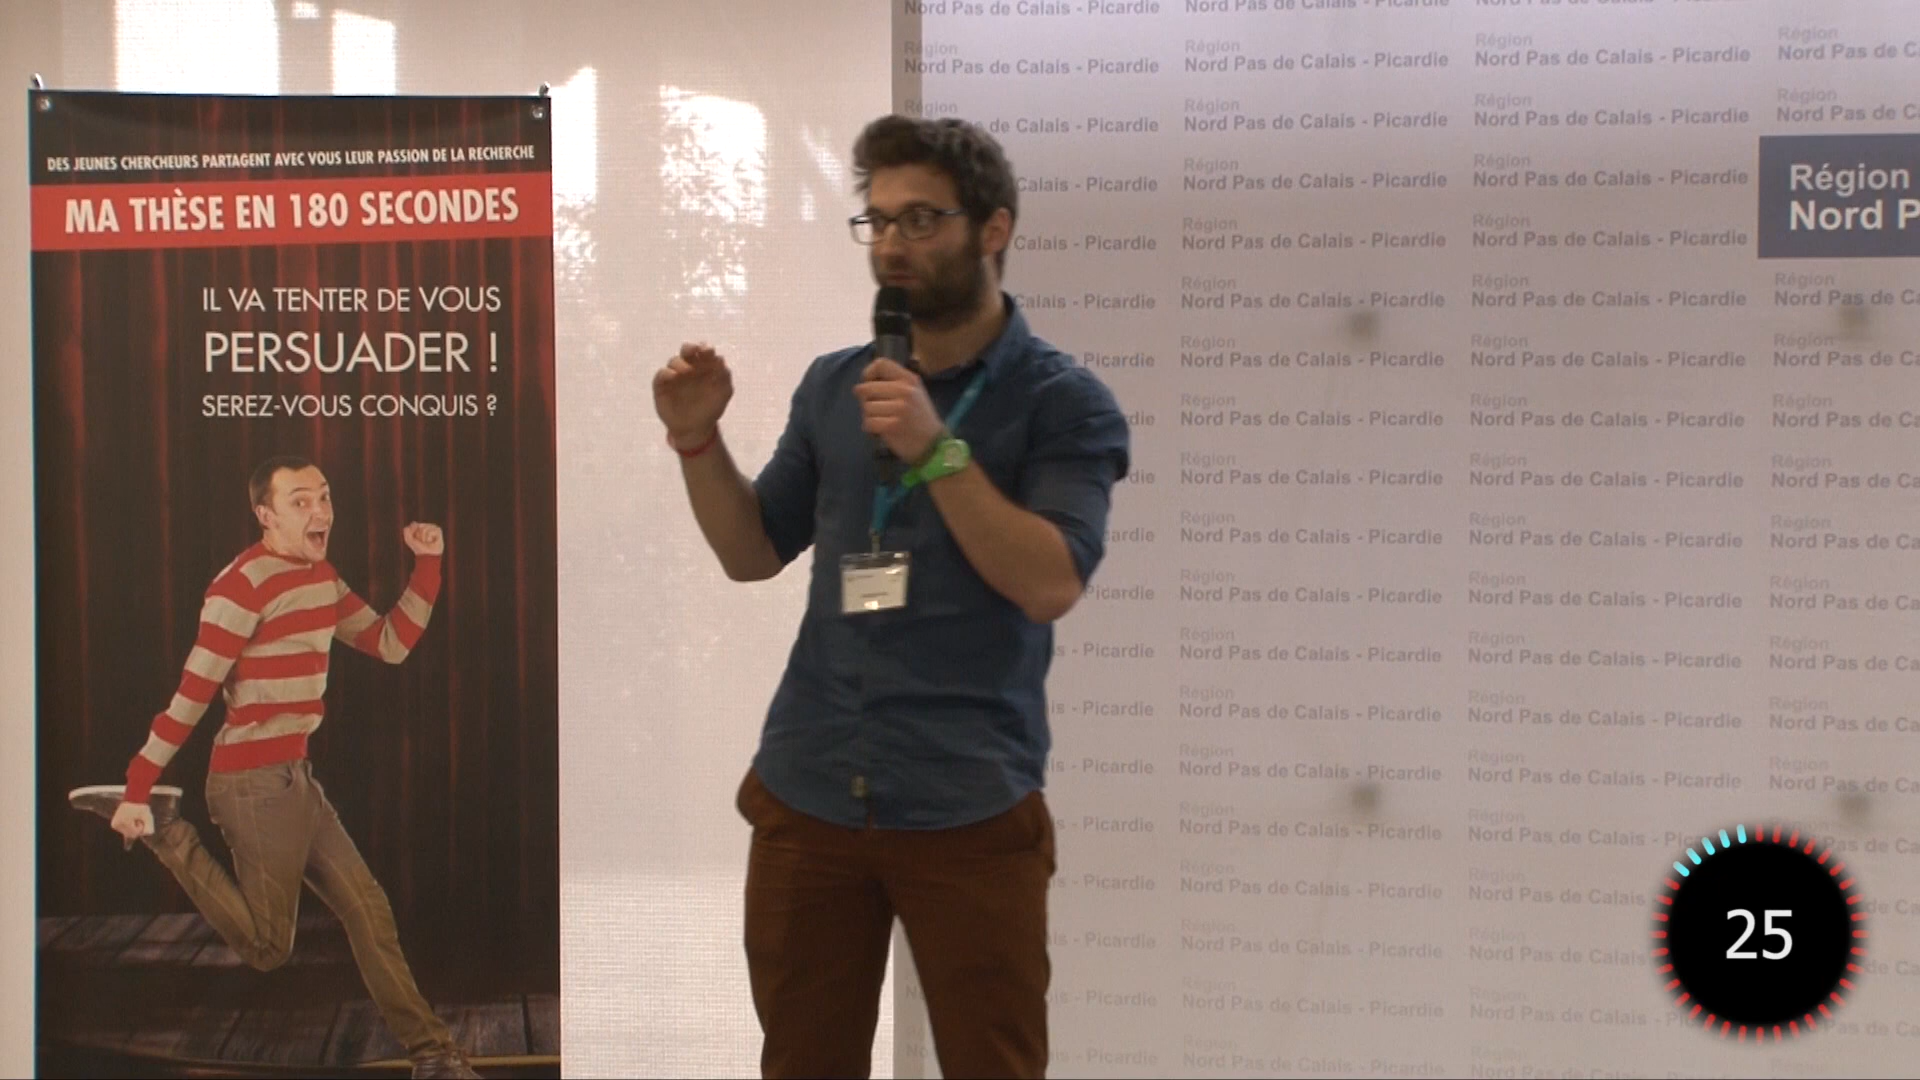 DES JEUNES CHERCHEURS PARTAGENT AVEC VOUS LEUR PASSION DE LA RECHERCHE
MA THÈSE EN 180 SECONDES
IL VA TENTER DE VOUS
PERSUADER !
SEREZ-VOUS CONQUIS ?
Région
Nord Pas de Calais - Picardie
Région
Nord P
25